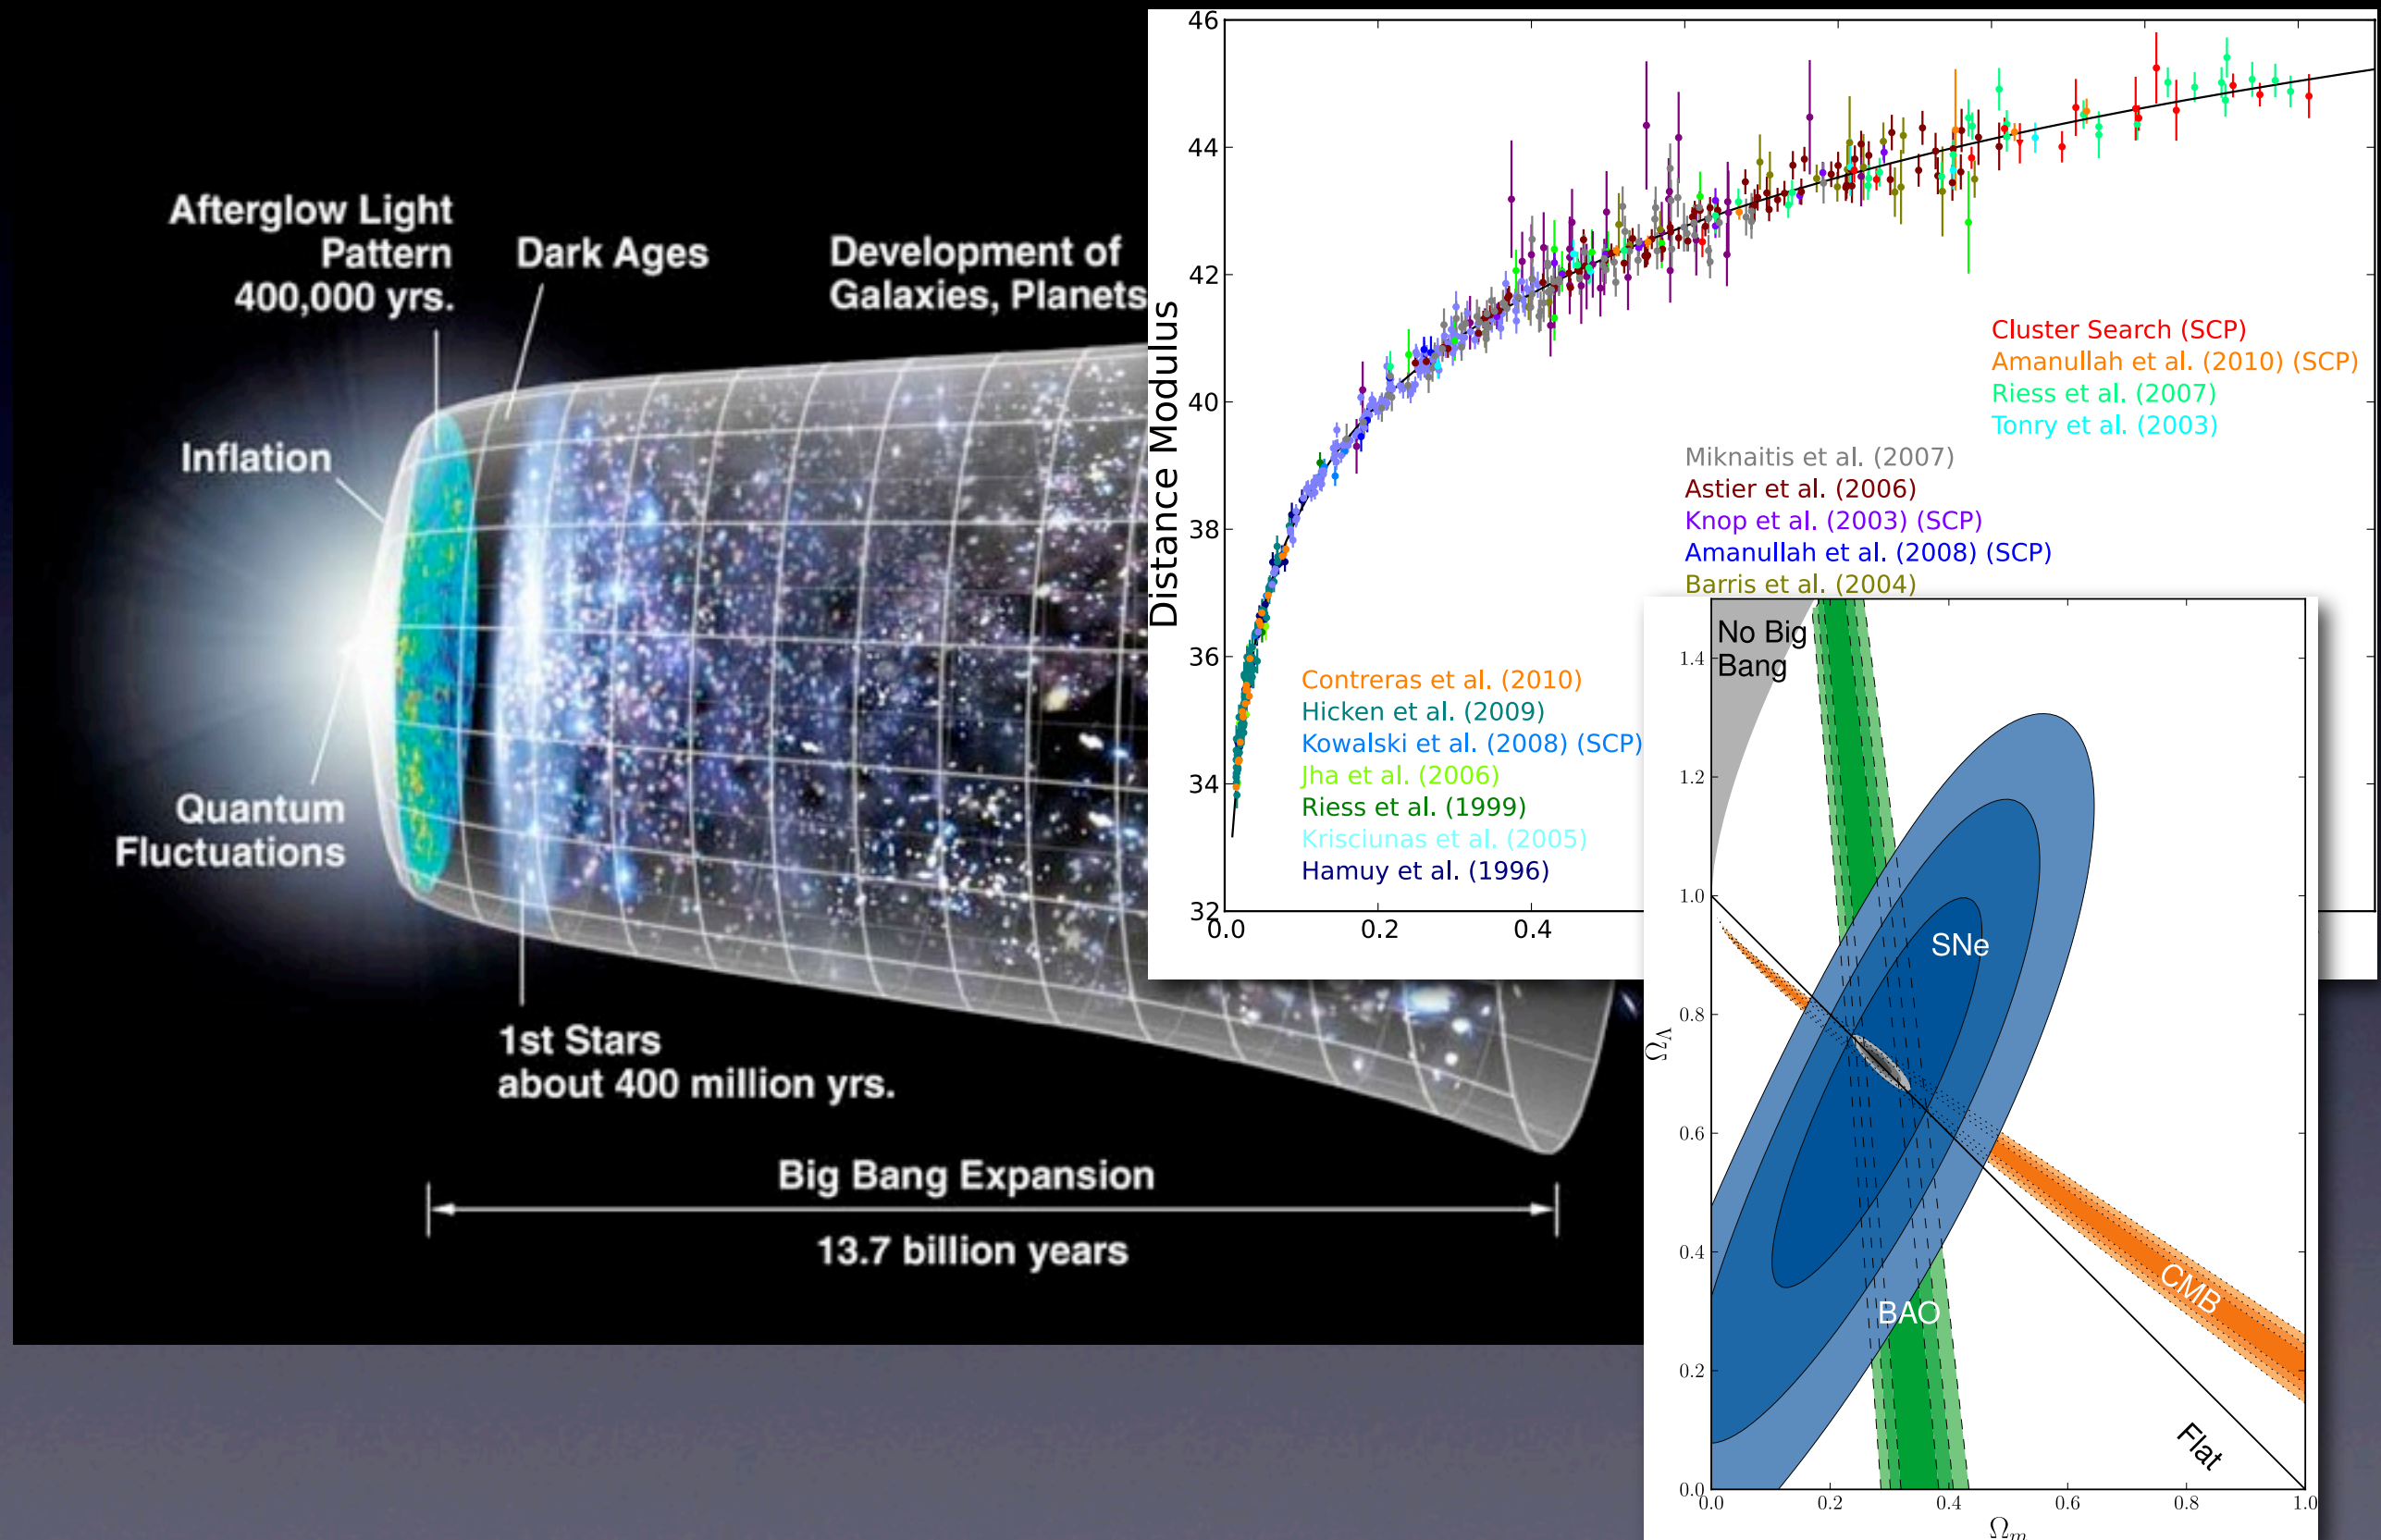 Afterglow Light
Pattern
400,000 yrs.
Dark Ages
Development of
Galaxies, Planets
Inflation
Quantum
Fluctuations
1st Stars
about 400 million yrs.
Big Bang Expansion
13.7 billion years
46
44
42
40
38
36
34
32
Distance Modulus
0.0
0.2
0.4
Cluster Search (SCP)
Amanullah et al. (2010) (SCP)
Riess et al. (2007)
Tonry et al. (2003)
Miknaitis et al. (2007)
Astier et al. (2006)
Knop et al. (2003) (SCP)
Amanullah et al. (2008) (SCP)
Barris et al. (2004)
Contreras et al. (2010)
Hicken et al. (2009)
Kowalski et al. (2008) (SCP)
Jha et al. (2006)
Riess et al. (1999)
Krisciunas et al. (2005)
Hamuy et al. (1996)
No Big
Bang
1.4
1.2
1.0
0.8
0.6
0.4
0.2
0.0
Ω_Λ
SNe
BAO
CMB
Flat
0.0
0.2
0.4
0.6
0.8
1.0
Ω_m